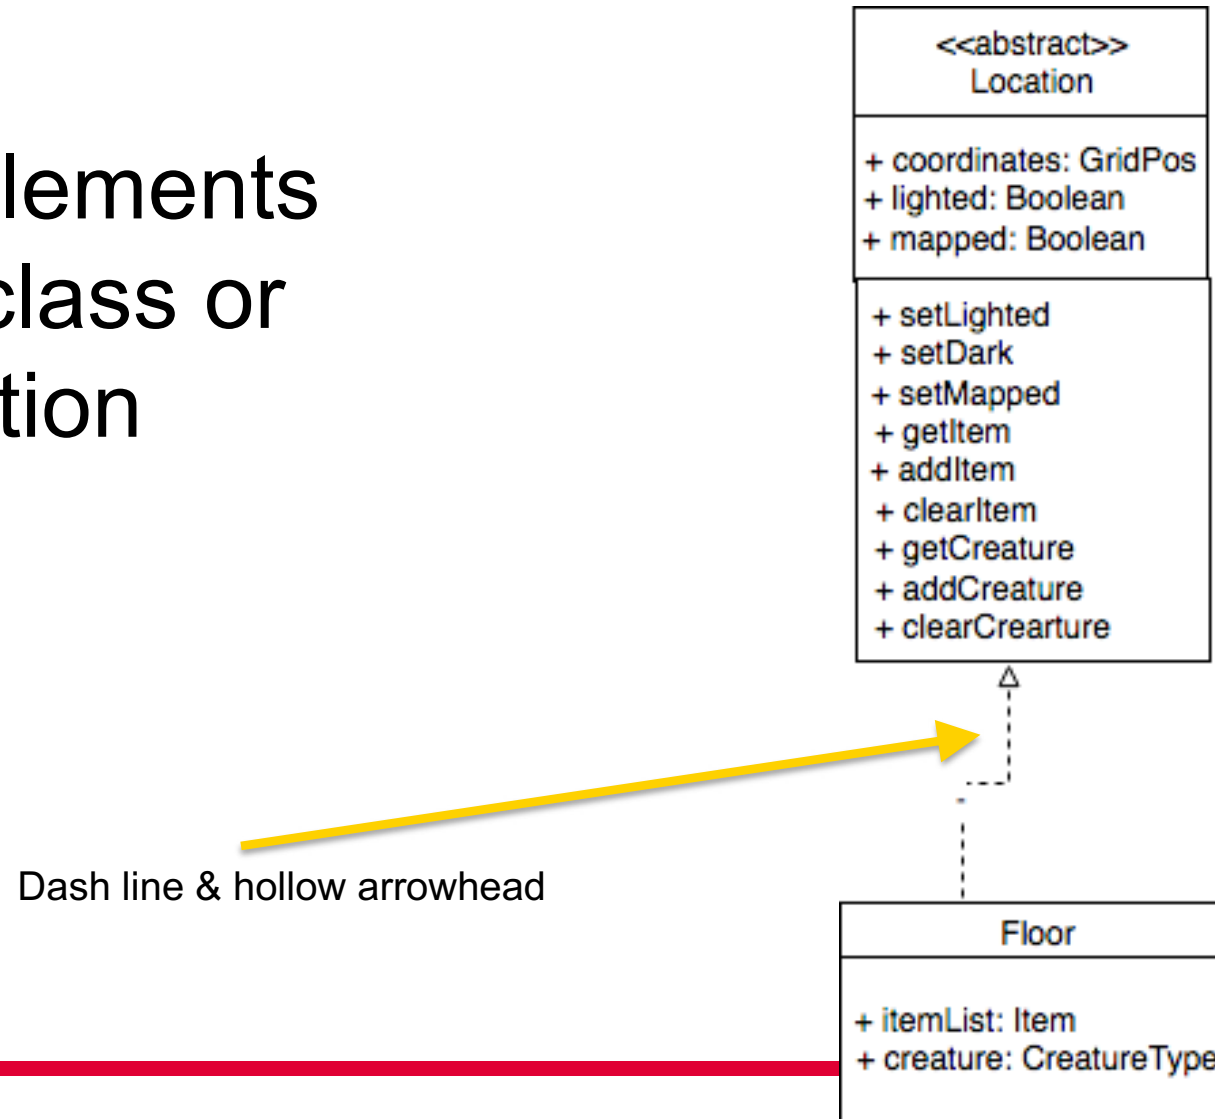 lements
class or
tion
Dash line & hollow arrowhead
<<abstract>>
Location
+ coordinates: GridPos
+ lighted: Boolean
+ mapped: Boolean
+ setLighted
+ setDark
+ setMapped
+ getItem
+ addItem
+ clearItem
+ getCreature
+ addCreature
+ clearCrearture
Floor
+ itemList: Item
+ creature: CreatureType